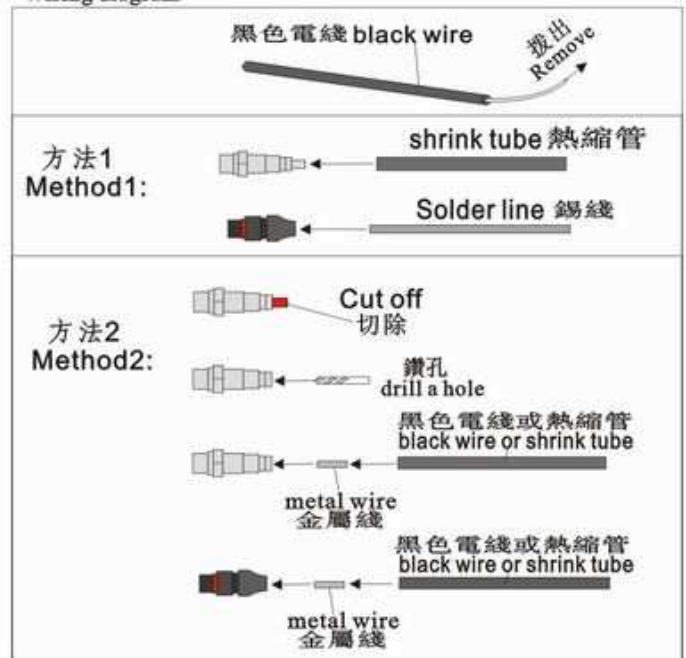 黑色電綫 black wire
撥出
Remove
方法1
Method1:
shrink tube 熱縮管
Solder line 錫綫
方法2
Method2:
Cut off
切除
鑽孔
drill a hole
黑色電綫或熱縮管
black wire or shrink tube
metal wire
金屬綫
黑色電綫或熱縮管
black wire or shrink tube
metal wire
金屬綫